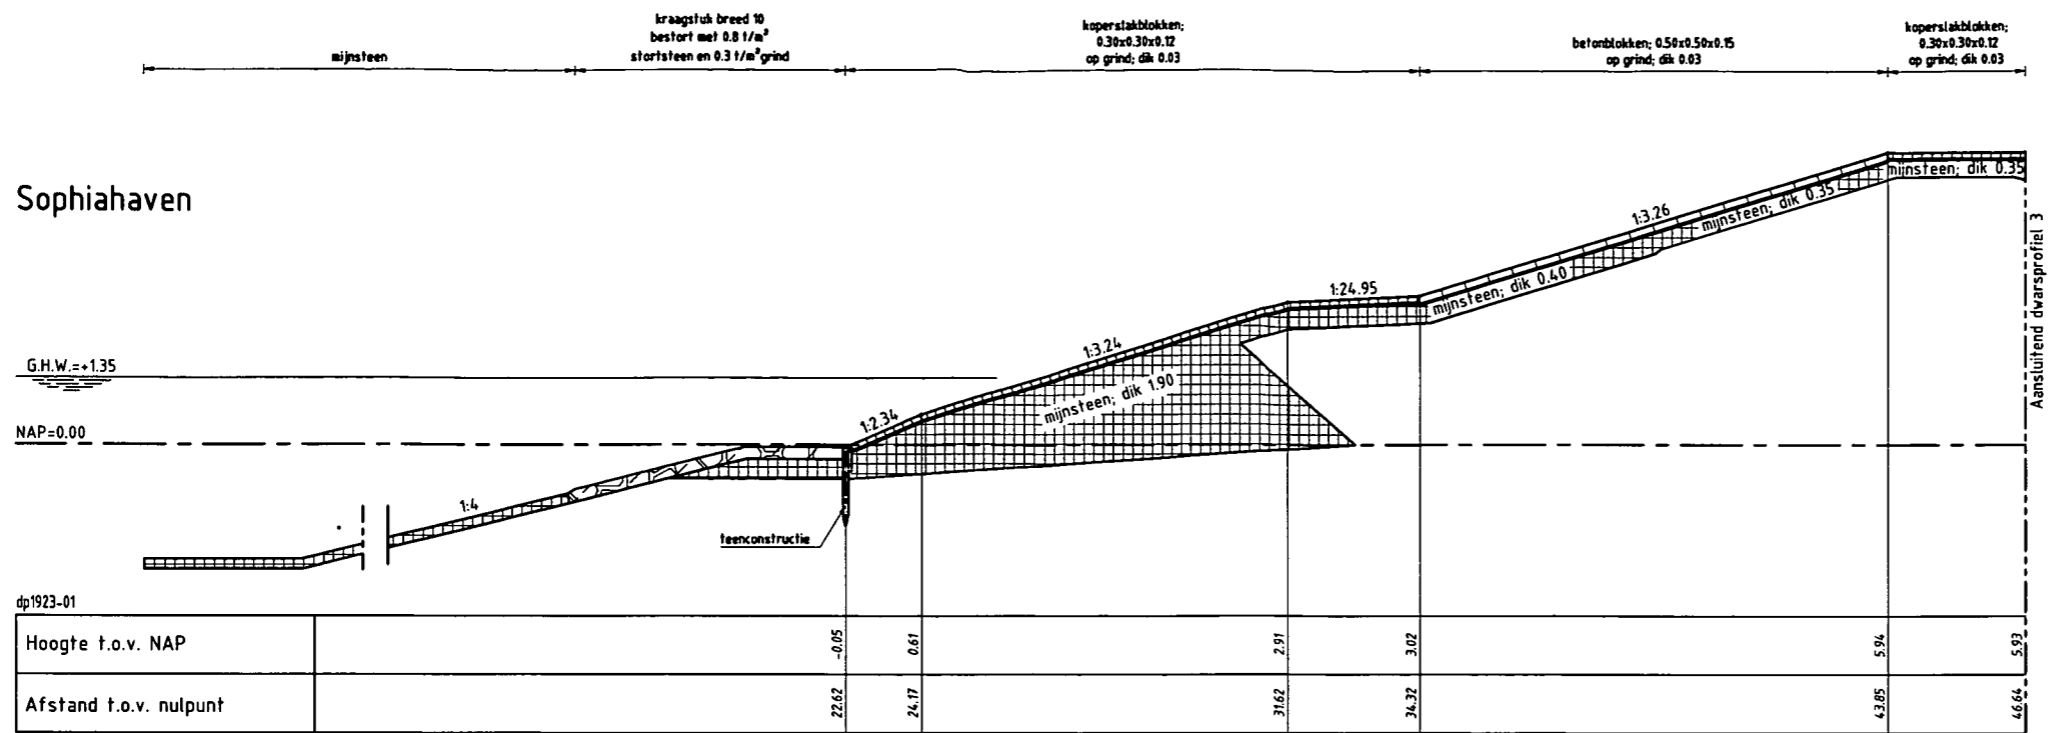 mijnsteen
kraagstuk breed 10
bestort met 0.8 t/m²
stortsteen en 0.3 t/m² grind
koperslakblokken;
0.30x0.30x0.12
op grind; dik 0.03
betonblokken; 0.50x0.50x0.15
op grind; dik 0.03
koperslakblokken;
0.30x0.30x0.12
op grind; dik 0.03
Sophiahaven
mijnsteen; dik 0.35
1:3.26
mijnsteen; dik 0.35
mijnsteen; dik 0.40
1:24.95
1:3.24
mijnsteen; dik 1.90
1:2.34
G.H.W.=+1.35
NAP=0.00
1:4
teenconstructie
Aansluitend dwarsprofiel 3
dp1923-01
Hoogte t.o.v. NAP -0.05 0.61 2.91 3.02 5.94 5.93
Afstand t.o.v. nulpunt 22.62 24.17 31.62 34.32 43.85 46.64